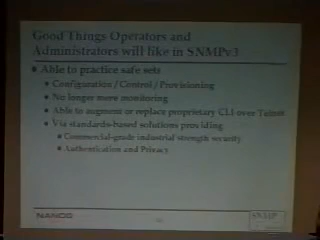 Good Things Operators and
Administrators will like in SNMPv3
Able to practice safe sets
Configuration / Control / Provisioning
No longer mere monitoring
Able to augment or replace proprietary CLI over Telnet
Via standards-based solutions providing
Commercial-grade industrial strength security
Authentication and Privacy
NANOG
SNMP